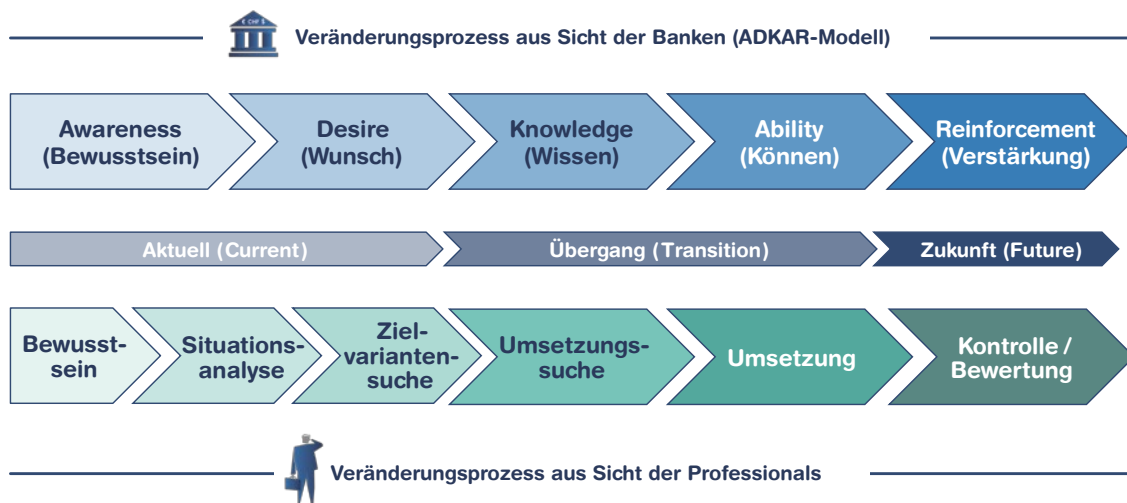 € CHF $
Veränderungsprozess aus Sicht der Banken (ADKAR-Modell)
Awareness
(Bewusstsein)
Desire
(Wunsch)
Knowledge
(Wissen)
Ability
(Können)
Reinforcement
(Verstärkung)
Aktuell (Current)
Übergang (Transition)
Zukunft (Future)
Bewusst-
sein
Situations-
analyse
Ziel-
varianten-
suche
Umsetzungs-
suche
Umsetzung
Kontrolle /
Bewertung
Veränderungsprozess aus Sicht der Professionals